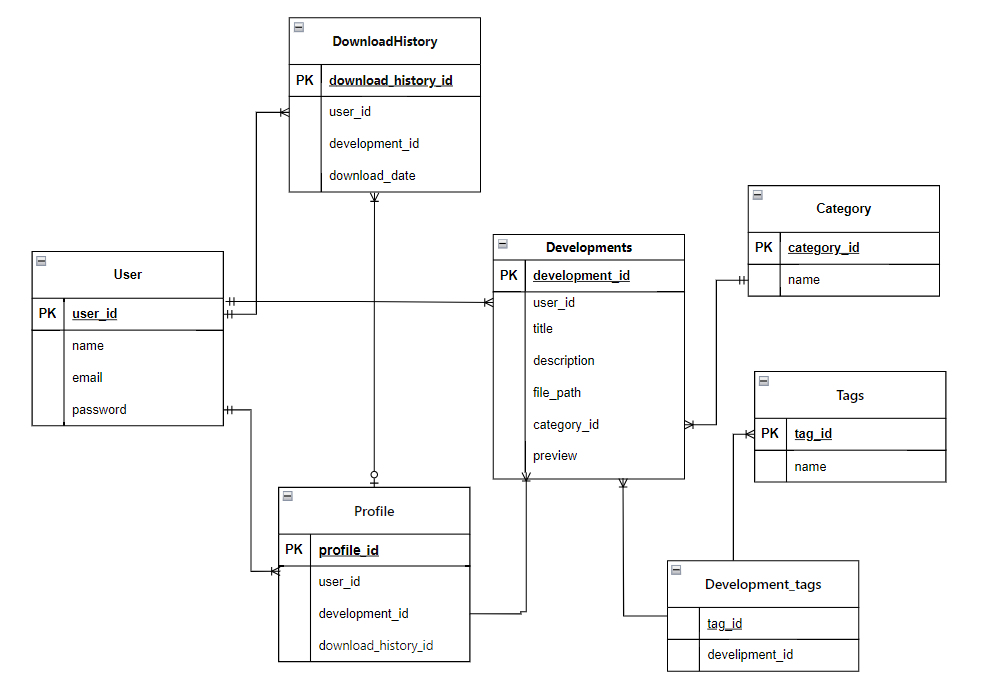 DownloadHistory
PK download_history_id
user_id
development_id
download_date
User
PK user_id
name
email
password
Developments
PK development_id
user_id
title
description
file_path
category_id
preview
Category
PK category_id
name
Tags
PK tag_id
name
Profile
PK profile_id
user_id
development_id
download_history_id
Development_tags
tag_id
develipment_id